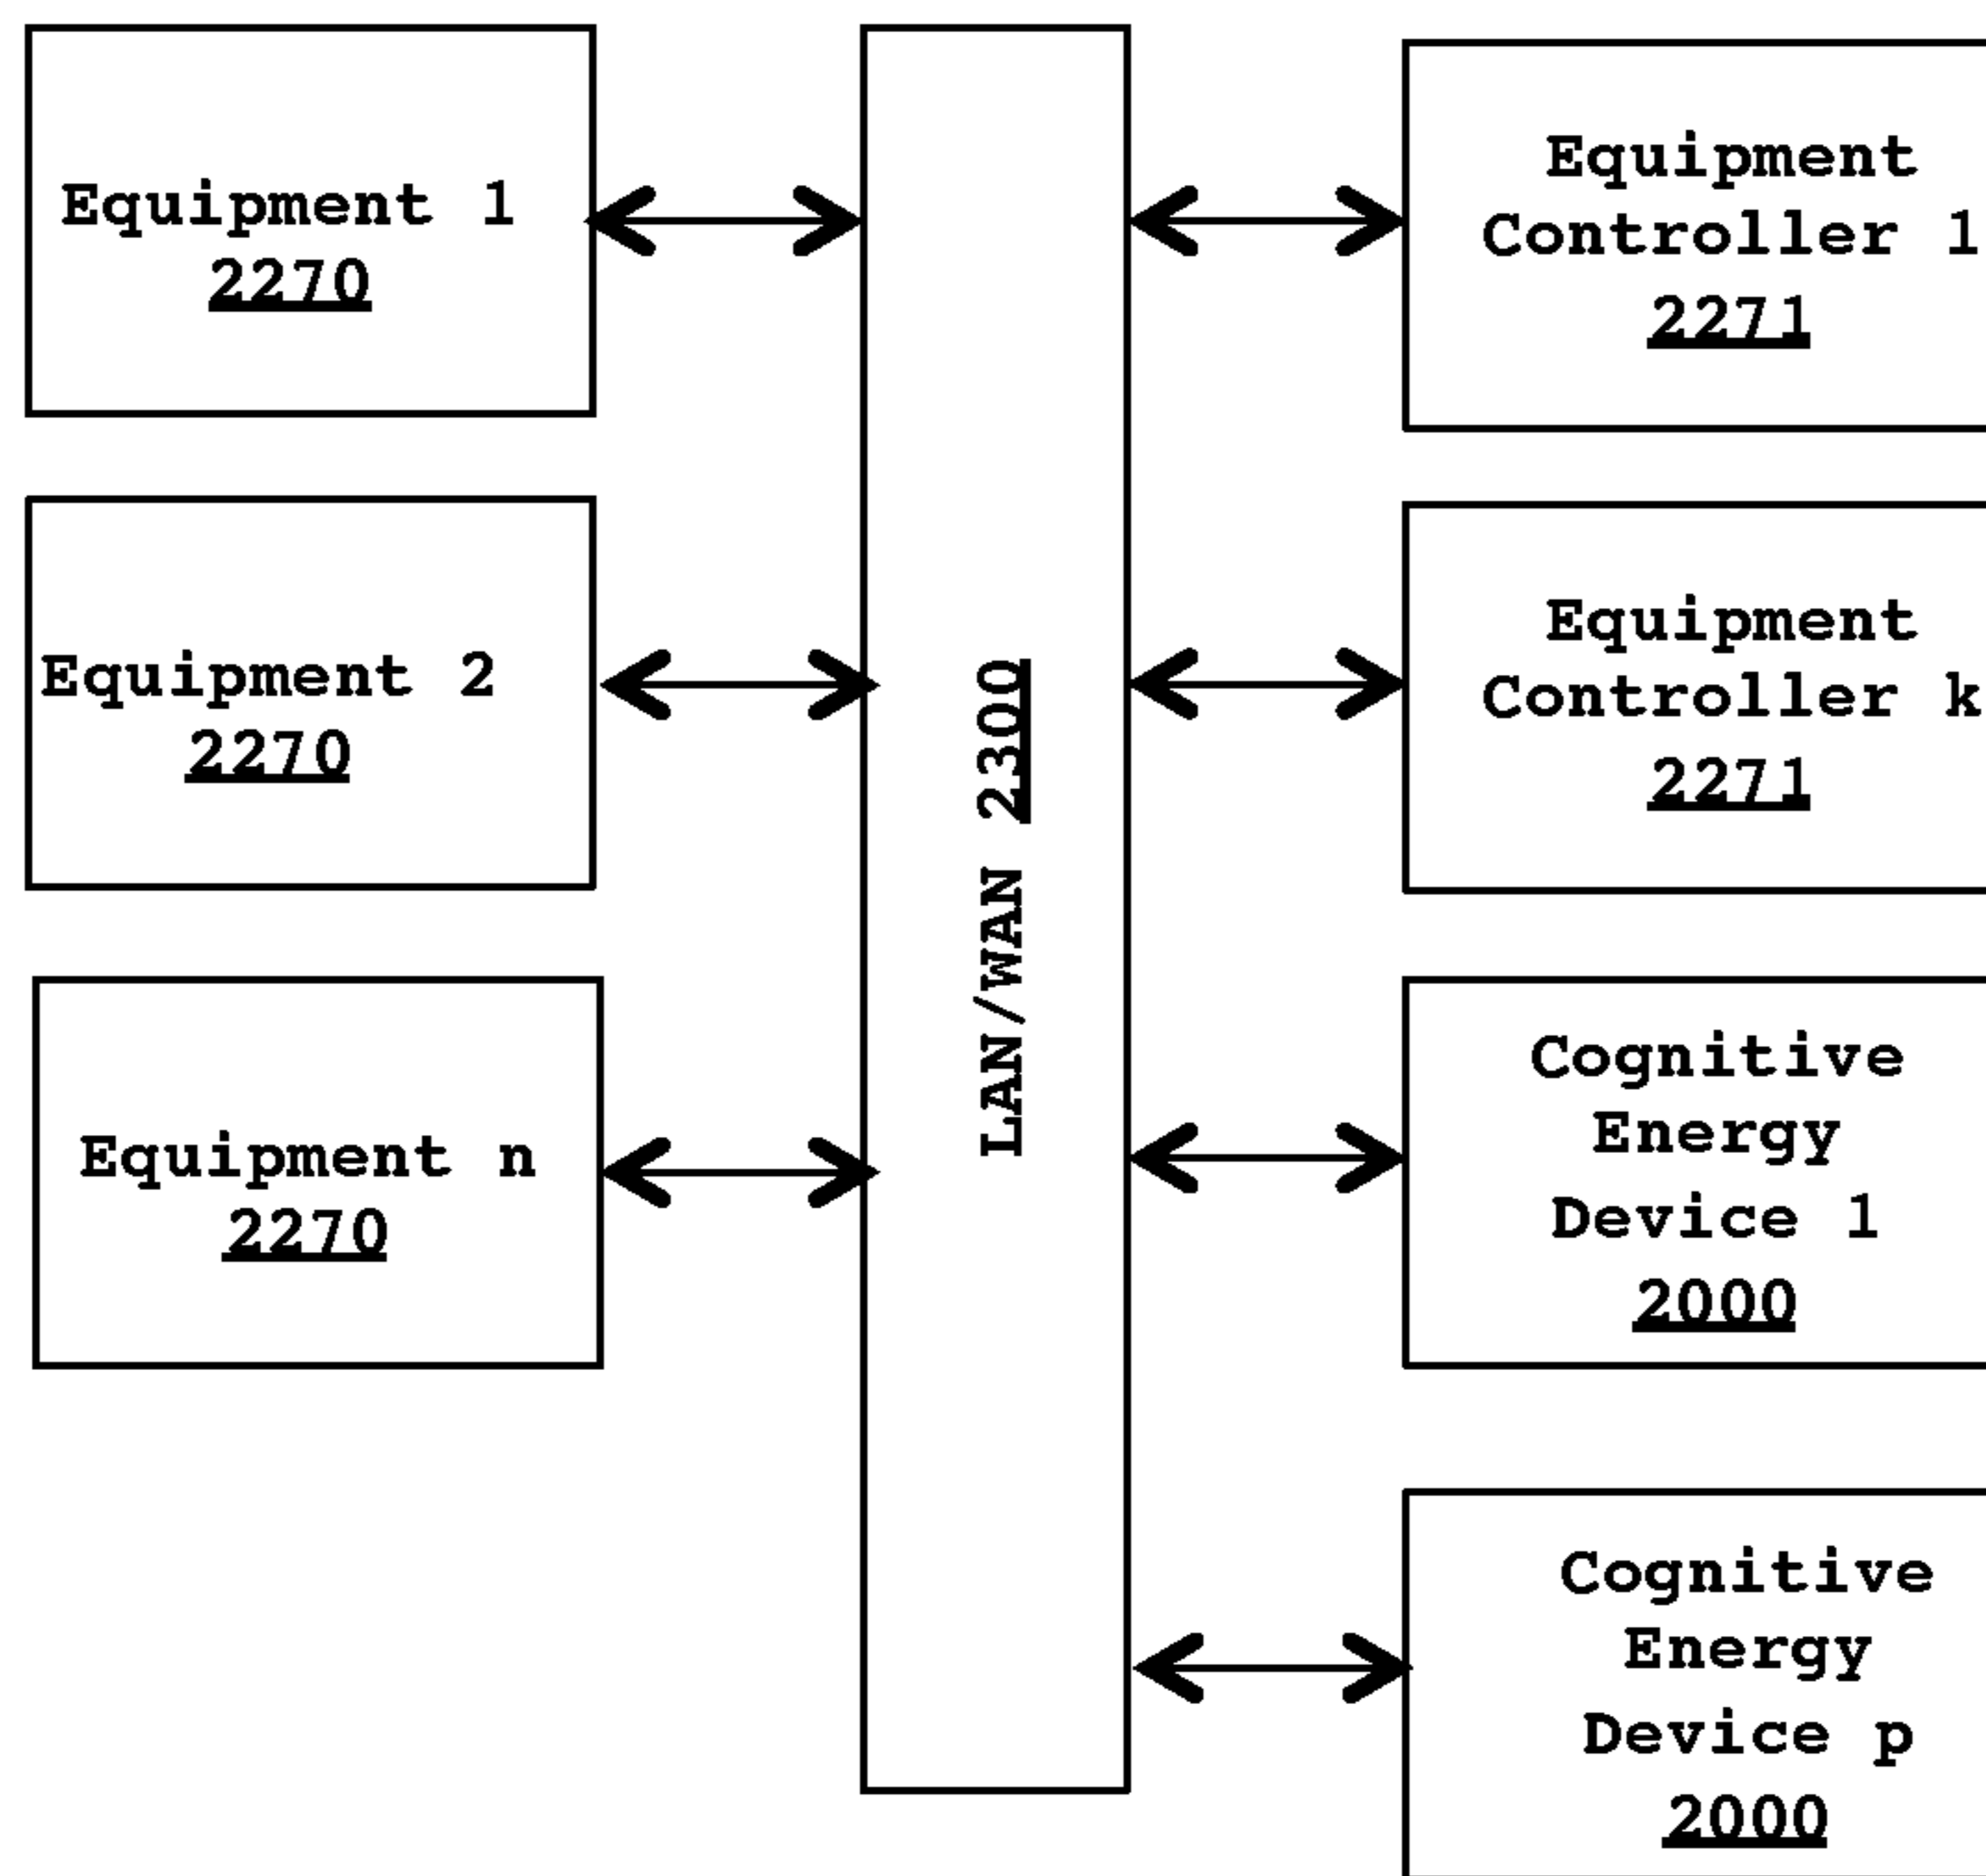 Equipment 1
2270
Equipment 2
2270
Equipment n
2270
LAN/WAN 2300
Equipment
Controller 1
2271
Equipment
Controller k
2271
Cognitive
Energy
Device 1
2000
Cognitive
Energy
Device p
2000